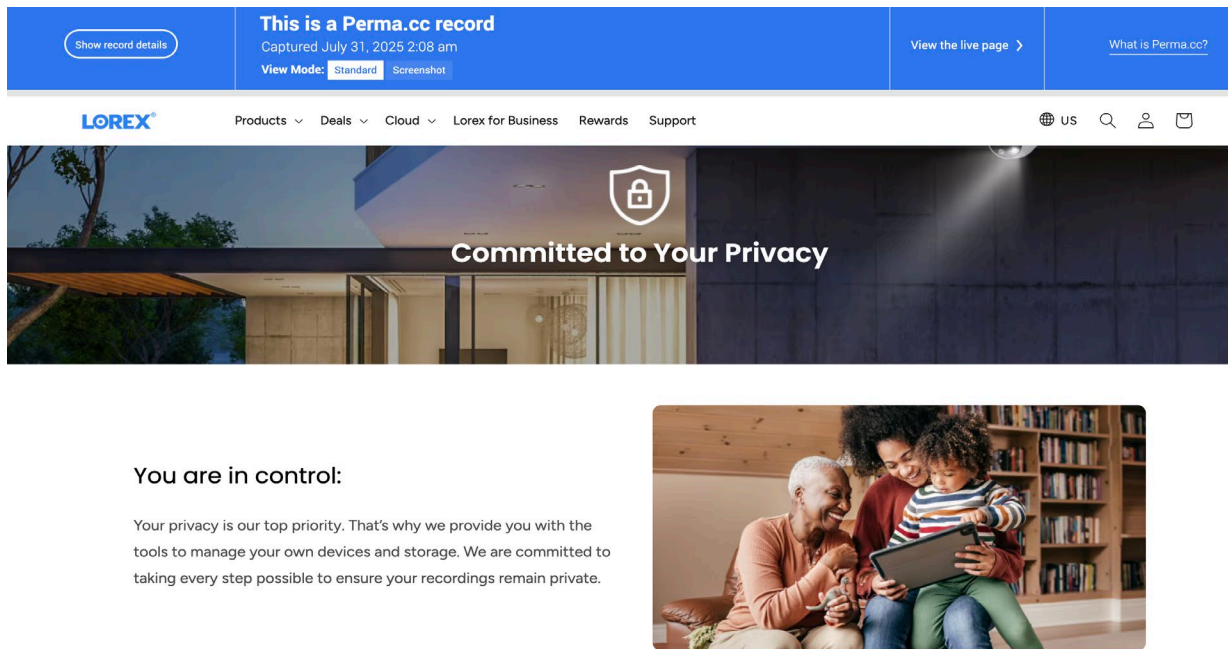 Show record details
This is a Perma.cc record
Captured July 31, 2025 2:08 am
View Mode: Standard Screenshot
View the live page
What is Perma.cc?
LOREX®
Products Deals Cloud Lorex for Business Rewards Support
US
Committed to Your Privacy
You are in control:
Your privacy is our top priority. That's why we provide you with the
tools to manage your own devices and storage. We are committed to
taking every step possible to ensure your recordings remain private.